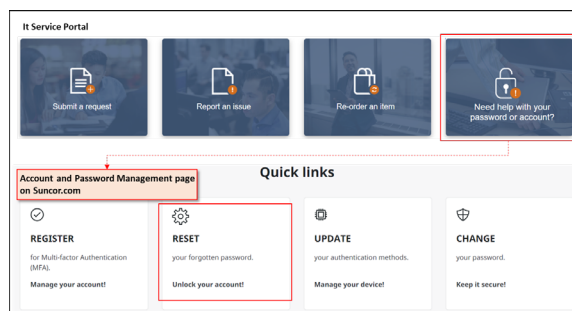 It Service Portal
Submit a request
Report an issue
Re-order an item
Need help with your
password or account?
Account and Password Management page
on Suncor.com
Quick links
REGISTER
for Multi-factor Authentication
(MFA).
Manage your account!
RESET
your forgotten password.
Unlock your account!
UPDATE
your authentication methods.
Manage your device!
CHANGE
your password.
Keep it secure!